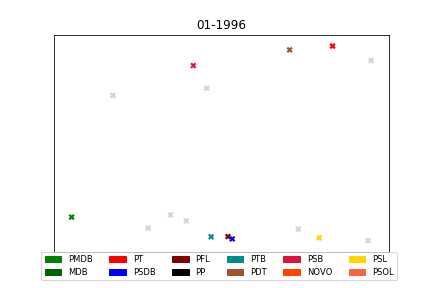 01-1996
PMDB PT PFL PTB PSB PSL
MDB PSDB PP PDT NOVO PSOL